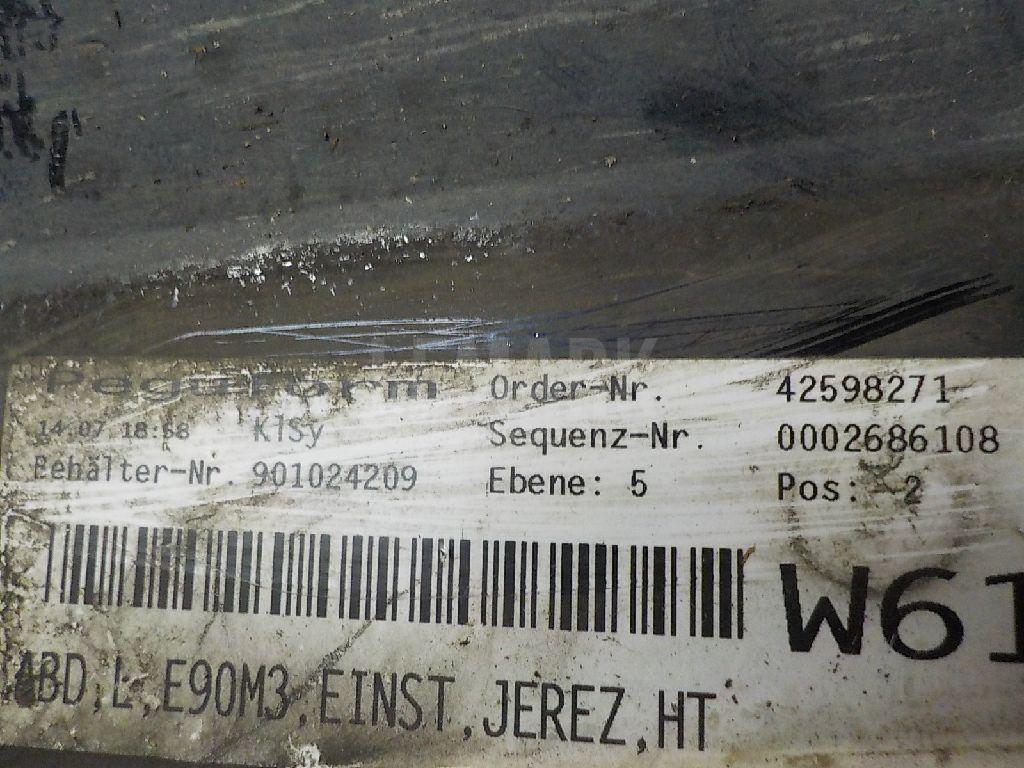 Peguform Order-Nr. 42598271
14.07 18:58 KlSy Sequenz-Nr. 0002686108
Behälter-Nr. 901024209 Ebene: 5 Pos: 2
W61
ABD,L,E90M3,EINST,JEREZ,HT